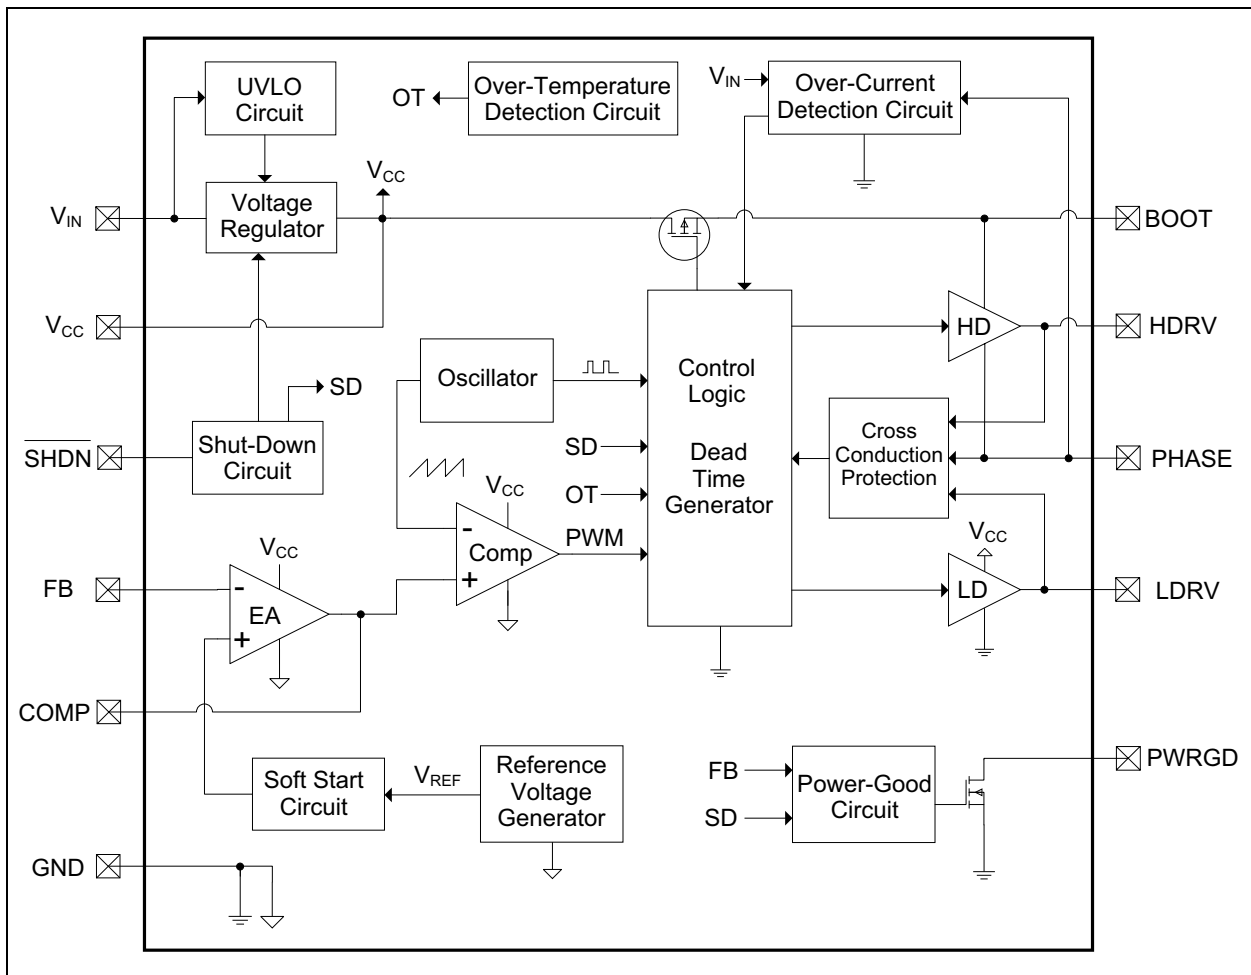 UVLO
Circuit
OT
Over-Temperature
Detection Circuit
VIN
Over-Current
Detection Circuit
VCC
VIN
Voltage
Regulator
BOOT
VCC
HD
HDRV
Oscillator
Control
Logic
SD
SHDN
Shut-Down
Circuit
SD
Dead
Time
Generator
Cross
Conduction
Protection
PHASE
VCC
OT
-
Comp
+
PWM
VCC
FB
-
EA
+
VCC
LD
LDRV
COMP
Soft Start
Circuit
VREF
Reference
Voltage
Generator
FB
SD
Power-Good
Circuit
PWRGD
GND